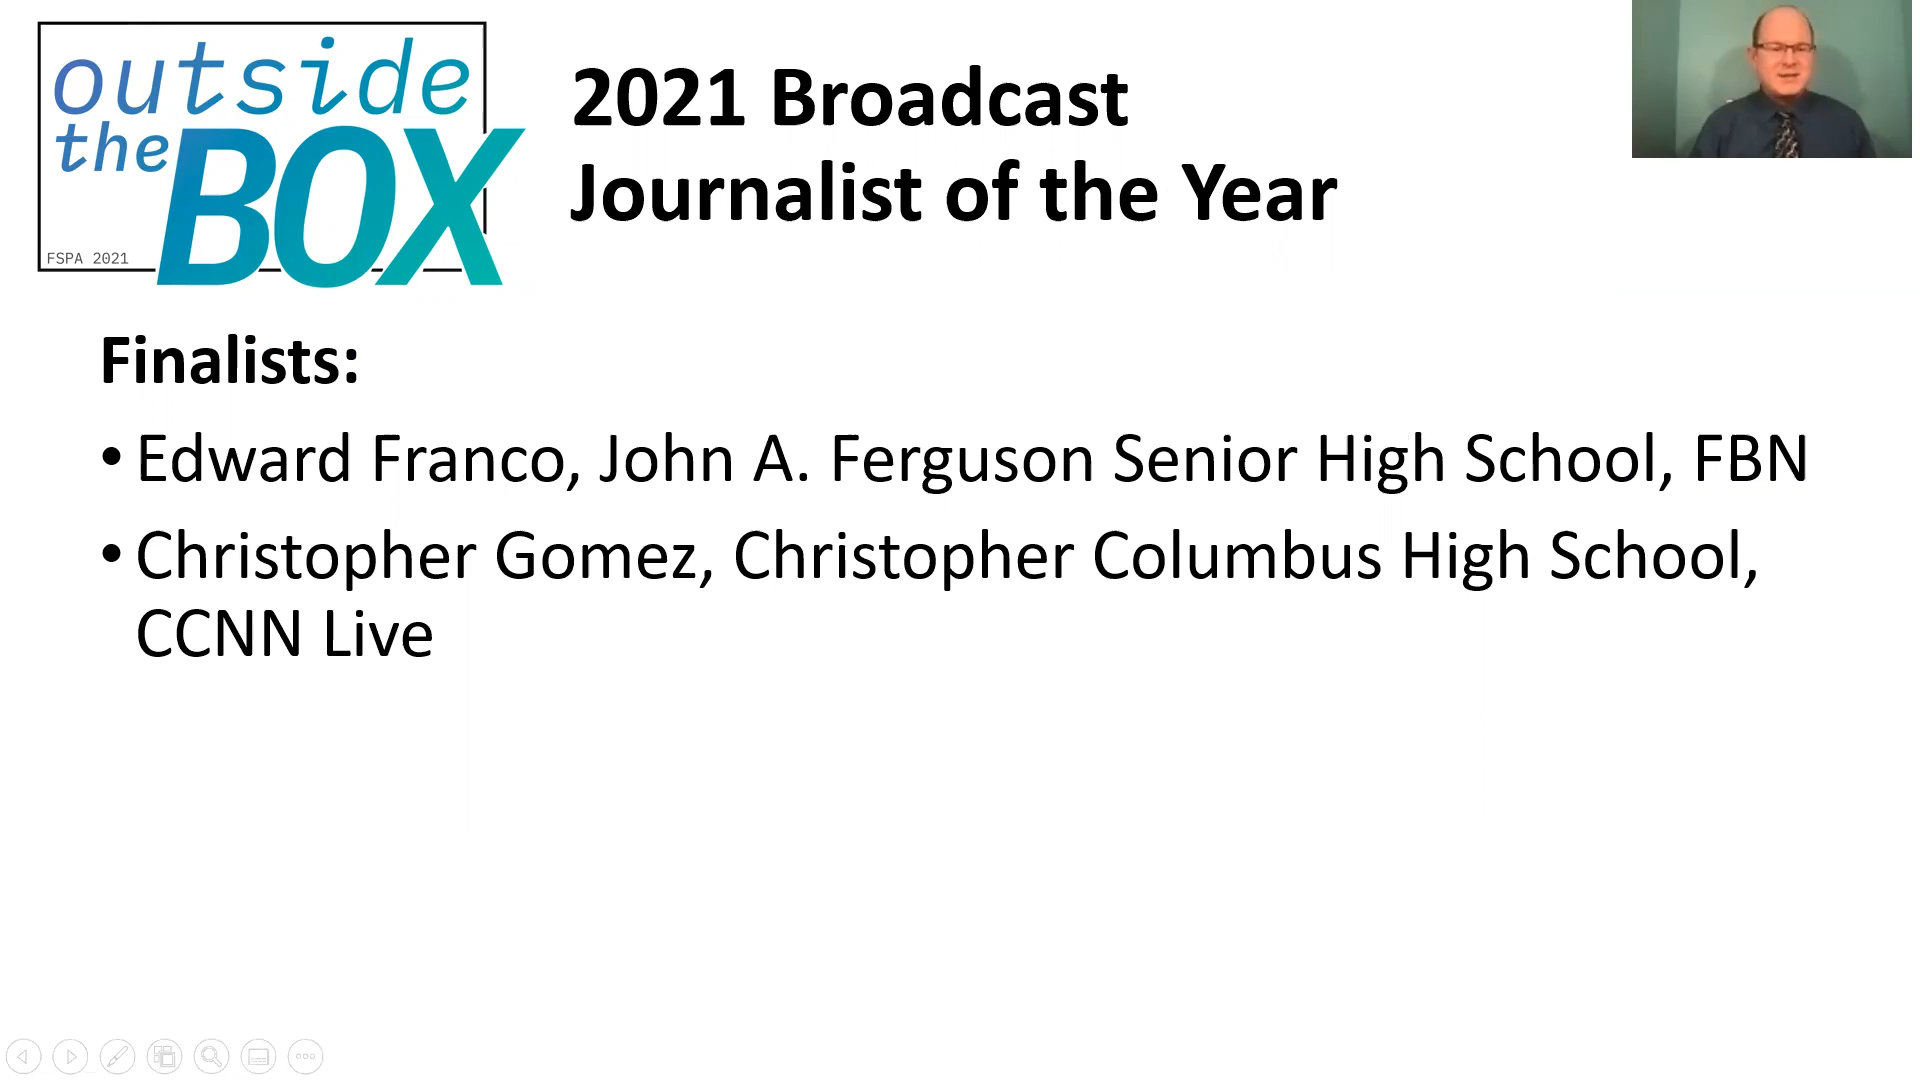 outside
the BOX
FSPA 2021
2021 Broadcast
Journalist of the Year
Finalists:
• Edward Franco, John A. Ferguson Senior High School, FBN
• Christopher Gomez, Christopher Columbus High School,
CCNN Live